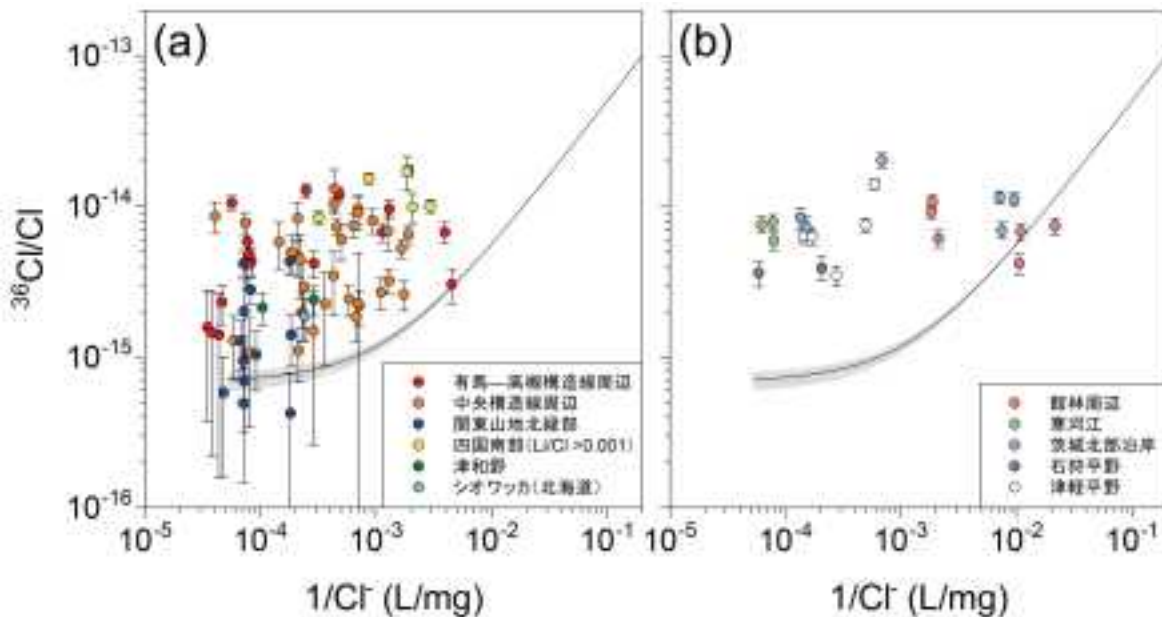 (a)
(b)
10⁻¹³
10⁻¹⁴
10⁻¹⁵
10⁻¹⁶
³⁶Cl/Cl
有馬―高槻構造線周辺
中央構造線周辺
関東山地北縁部
四国南部(Li/Cl >0.001)
津和野
シオワッカ(北海道)
館林周辺
寒河江
茨城北部沿岸
石狩平野
津軽平野
10⁻⁵ 10⁻⁴ 10⁻³ 10⁻² 10⁻¹
10⁻⁵ 10⁻⁴ 10⁻³ 10⁻² 10⁻¹
1/Cl⁻ (L/mg)
1/Cl⁻ (L/mg)